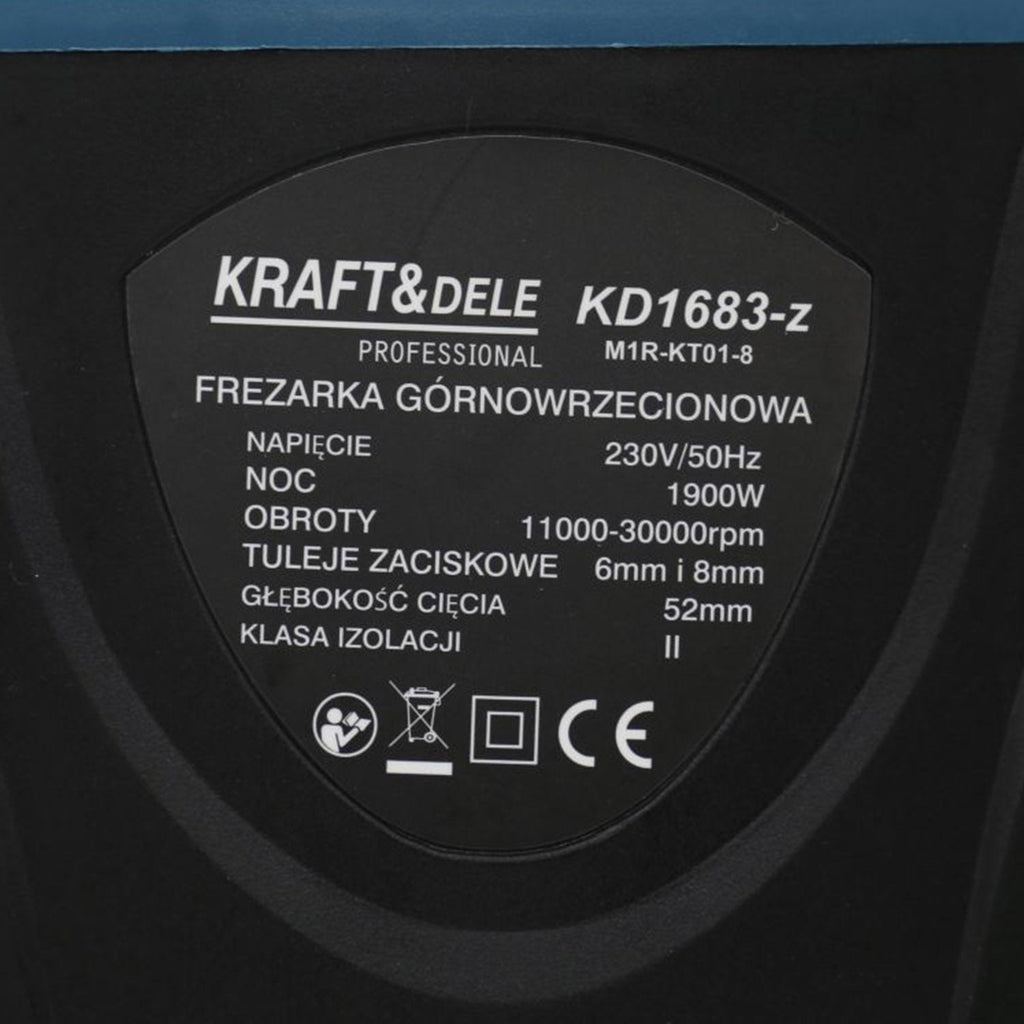 KRAFT&DELE KD1683-z
PROFESSIONAL M1R-KT01-8
FREZARKA GÓRNOWRZECIONOWA
NAPIĘCIE 230V/50Hz
NOC 1900W
OBROTY 11000-30000rpm
TULEJE ZACISKOWE 6mm i 8mm
GŁĘBOKOŚĆ CIĘCIA 52mm
KLASA IZOLACJI II
CE